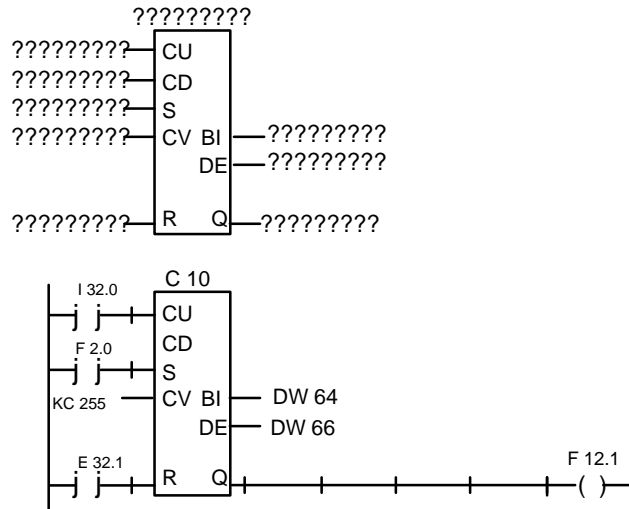 ?????????
????????? CU
????????? CD
????????? S
????????? CV BI ?????????
DE ?????????
????????? R Q ?????????
C 10
I 32.0
CU
CD
F 2.0
S
KC 255 CV BI DW 64
DE DW 66
E 32.1 F 12.1
R Q ( )